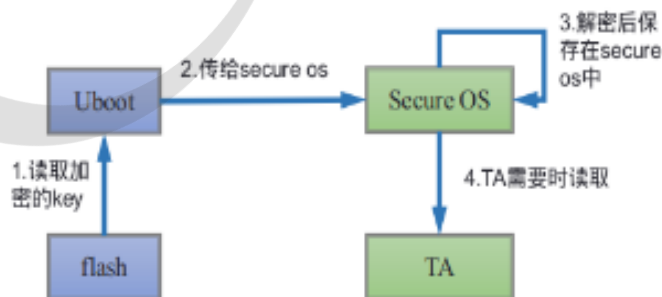 3.解密后保
存在secure
os中
2.传给secure os
Uboot
Secure OS
1.读取加
密的key
4.TA需要时读取
flash
TA